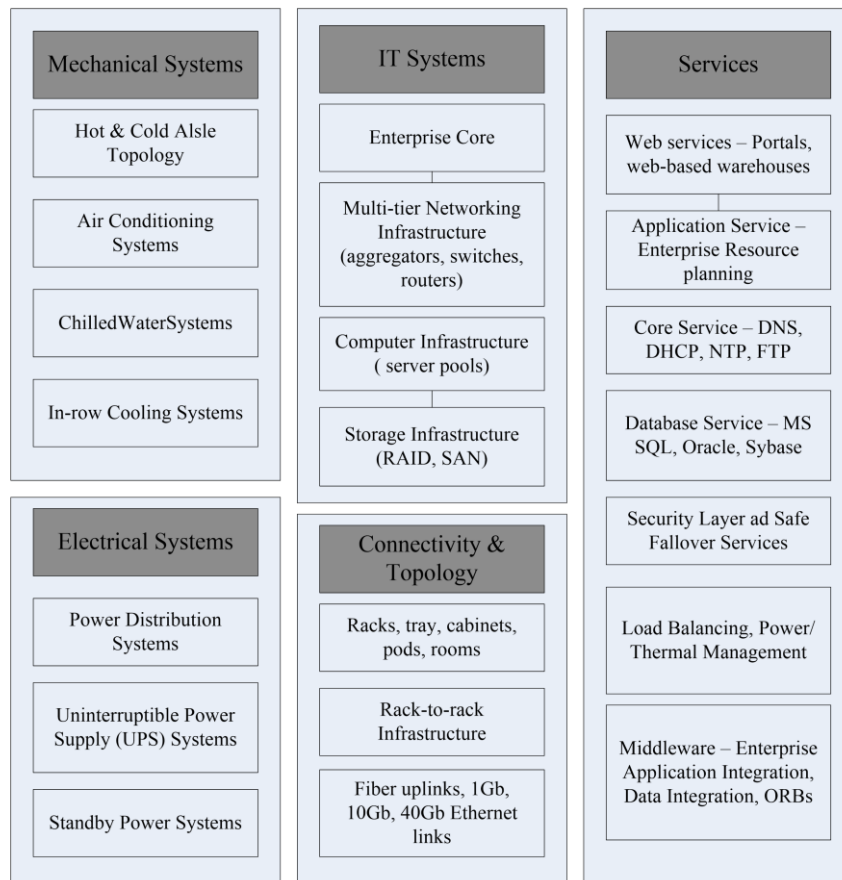 Mechanical Systems
Hot & Cold Alsle
Topology
Air Conditioning
Systems
ChilledWaterSystems
In-row Cooling Systems
Electrical Systems
Power Distribution
Systems
Uninterruptible Power
Supply (UPS) Systems
Standby Power Systems
IT Systems
Enterprise Core
Multi-tier Networking
Infrastructure
(aggregators, switches,
routers)
Computer Infrastructure
( server pools)
Storage Infrastructure
(RAID, SAN)
Connectivity &
Topology
Racks, tray, cabinets,
pods, rooms
Rack-to-rack
Infrastructure
Fiber uplinks, 1Gb,
10Gb, 40Gb Ethernet
links
Services
Web services – Portals,
web-based warehouses
Application Service –
Enterprise Resource
planning
Core Service – DNS,
DHCP, NTP, FTP
Database Service – MS
SQL, Oracle, Sybase
Security Layer ad Safe
Fallover Services
Load Balancing, Power/
Thermal Management
Middleware – Enterprise
Application Integration,
Data Integration, ORBs